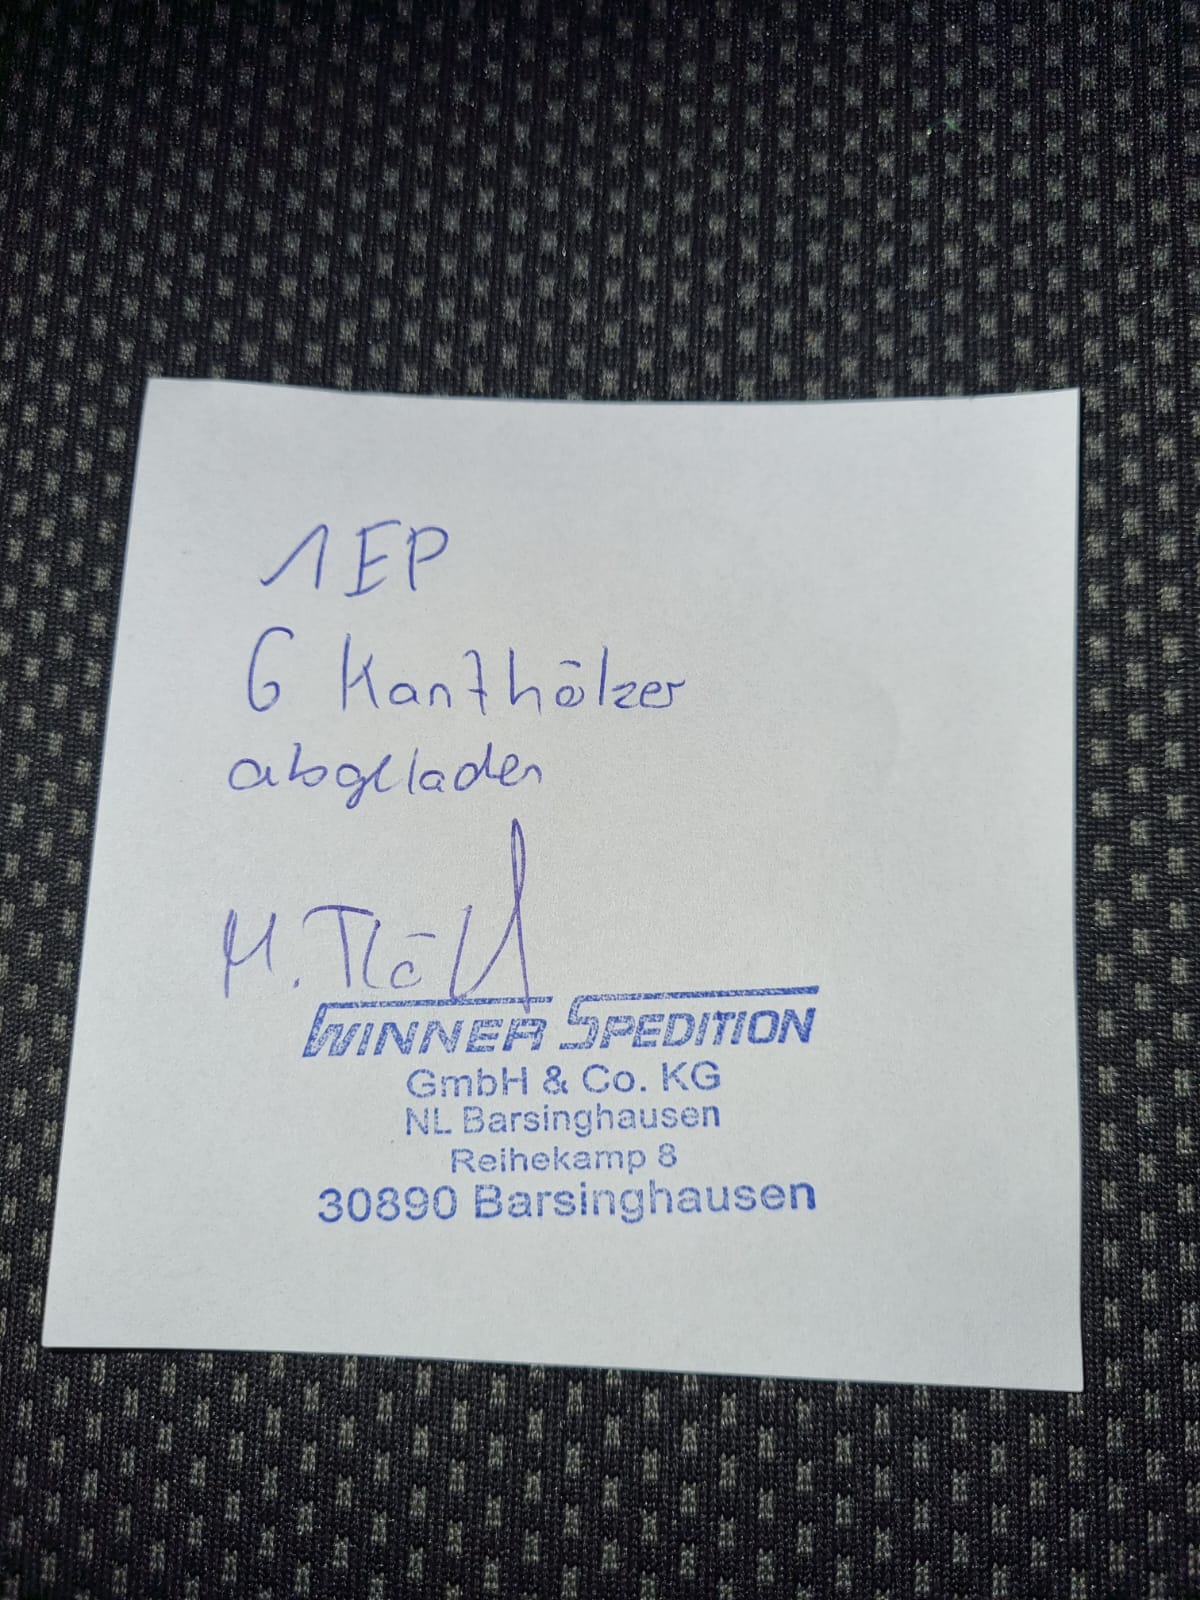 1 EP
6 Kanthölzer
abgeladen
M.
WINNER SPEDITION
GmbH & Co. KG
NL Barsinghausen
Reihekamp 8
30890 Barsinghausen